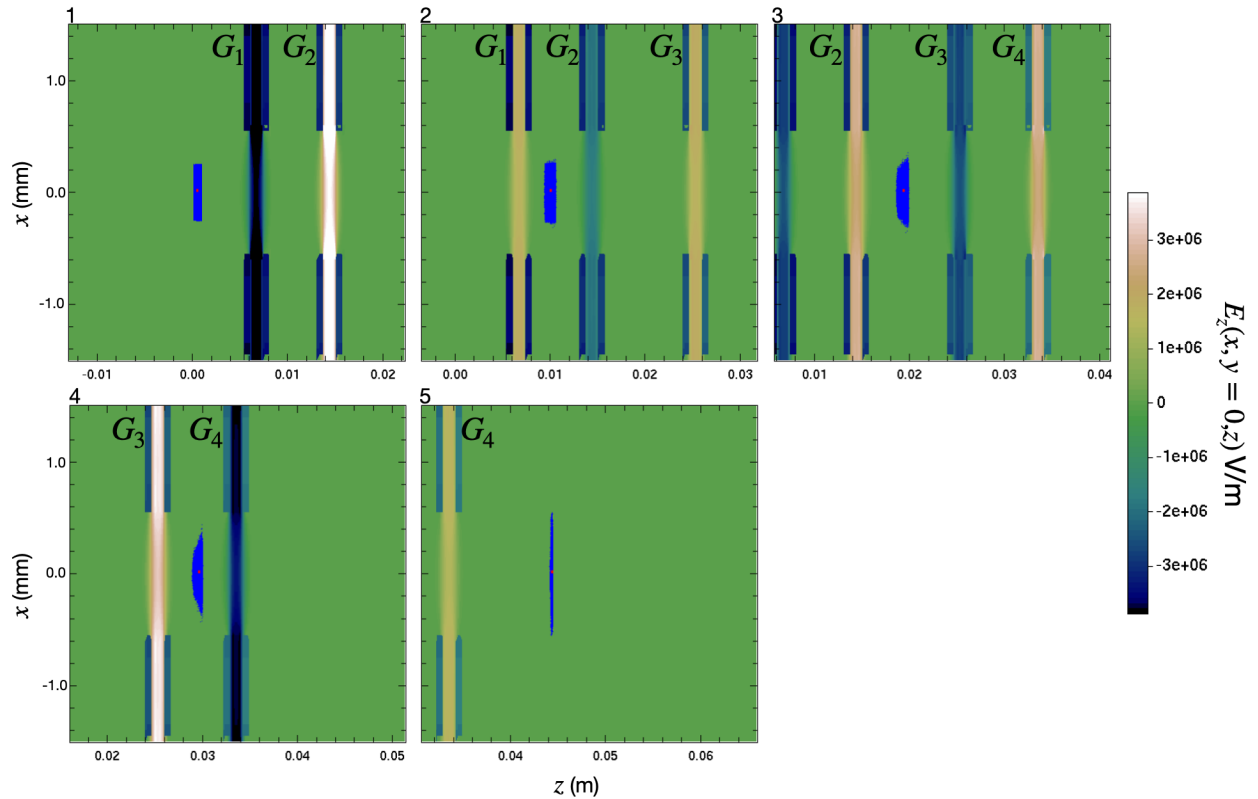 1
2
3
G1 G2
G1 G2 G3
G2 G3 G4
1.0
0.0
-1.0
x (mm)
-0.01 0.00 0.01 0.02
0.00 0.01 0.02 0.03
0.01 0.02 0.03 0.04
4
5
G3 G4
G4
1.0
0.0
-1.0
x (mm)
0.02 0.03 0.04 0.05
0.04 0.05 0.06
z (m)
3e+06
2e+06
1e+06
0
-1e+06
-2e+06
-3e+06
Ez(x, y = 0,z) V/m